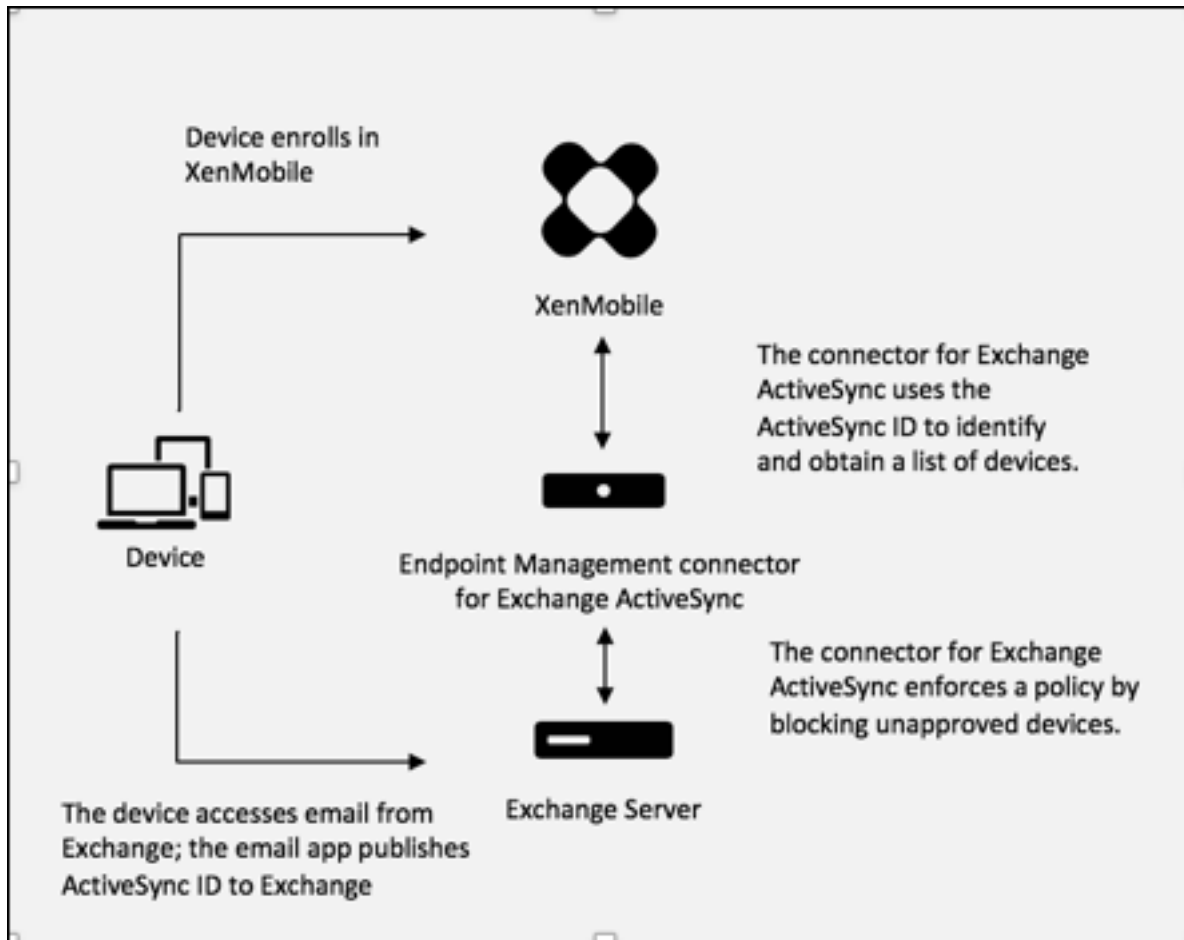 Device enrolls in
XenMobile
XenMobile
The connector for Exchange
ActiveSync uses the
ActiveSync ID to identify
and obtain a list of devices.
Device
Endpoint Management connector
for Exchange ActiveSync
The connector for Exchange
ActiveSync enforces a policy by
blocking unapproved devices.
Exchange Server
The device accesses email from
Exchange; the email app publishes
ActiveSync ID to Exchange